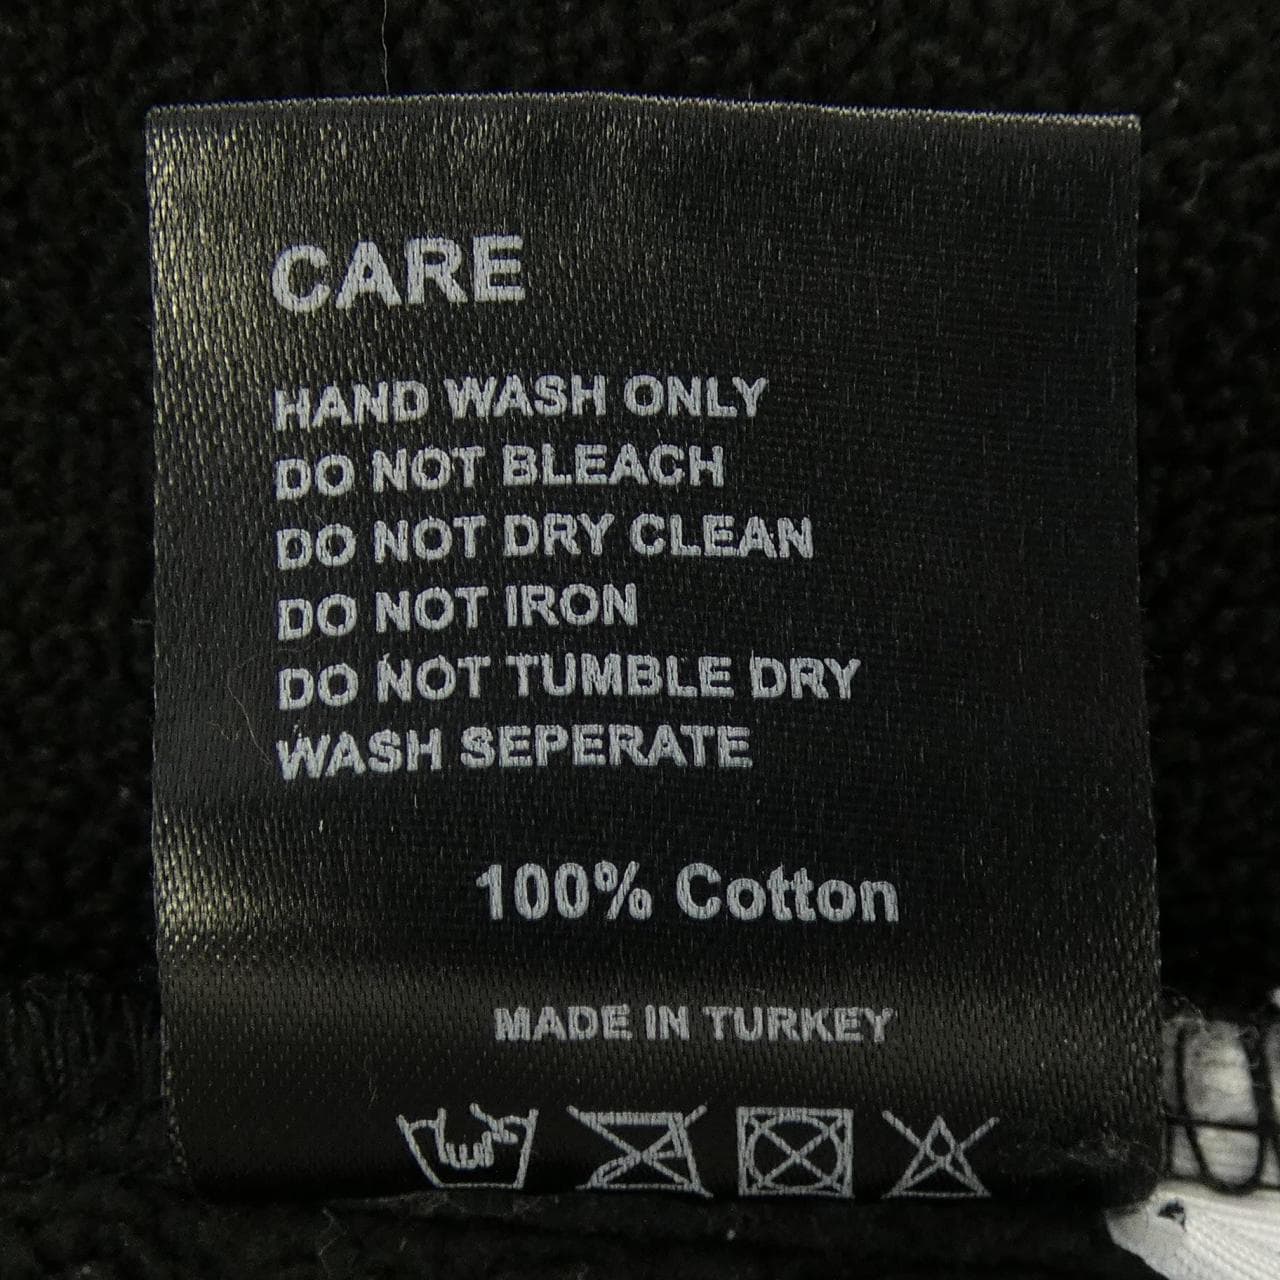 CARE
HAND WASH ONLY
DO NOT BLEACH
DO NOT DRY CLEAN
DO NOT IRON
DO NOT TUMBLE DRY
WASH SEPERATE
100% Cotton
MADE IN TURKEY